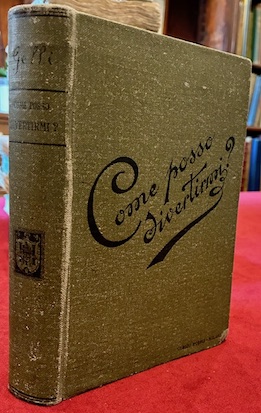 Gelli
COME POSSO
DIVERTIRMI?
Come posso
divertirmi?